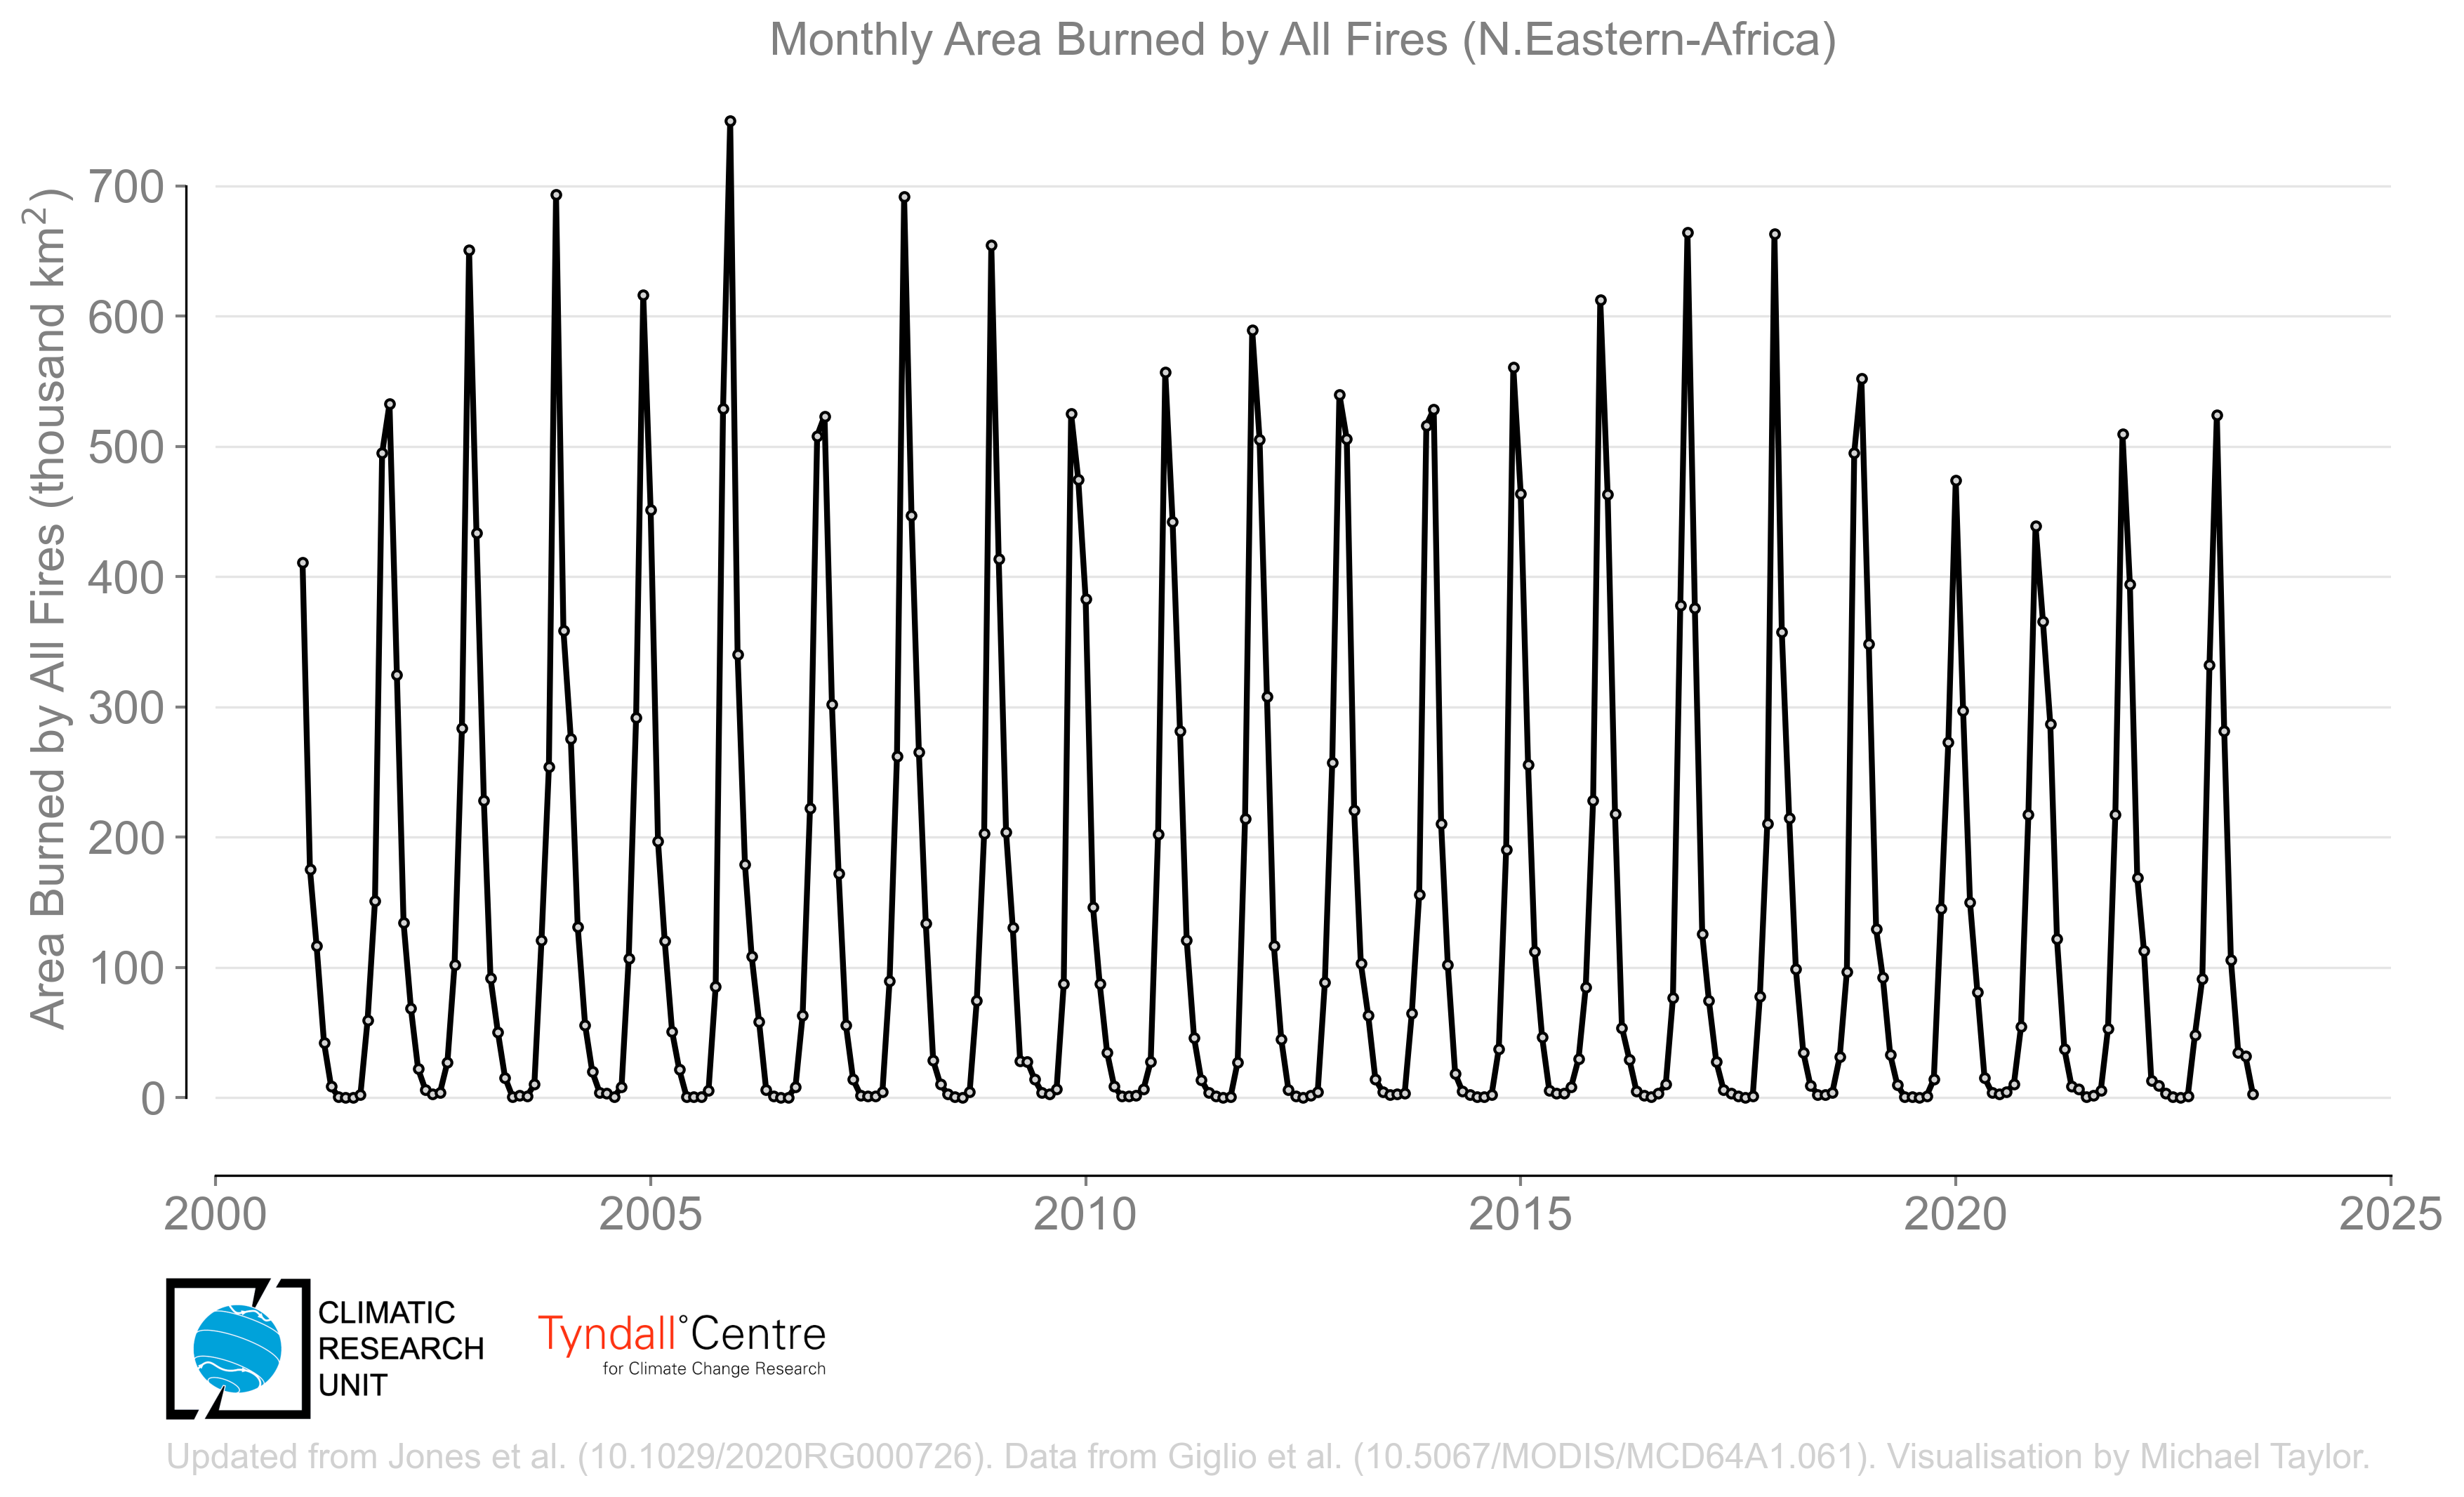 Monthly Area Burned by All Fires (N.Eastern-Africa)
Area Burned by All Fires (thousand km²)
700
600
500
400
300
200
100
0
2000 2005 2010 2015 2020 2025
CLIMATIC
RESEARCH
UNIT
Tyndall°Centre
for Climate Change Research
Updated from Jones et al. (10.1029/2020RG000726). Data from Giglio et al. (10.5067/MODIS/MCD64A1.061). Visualisation by Michael Taylor.